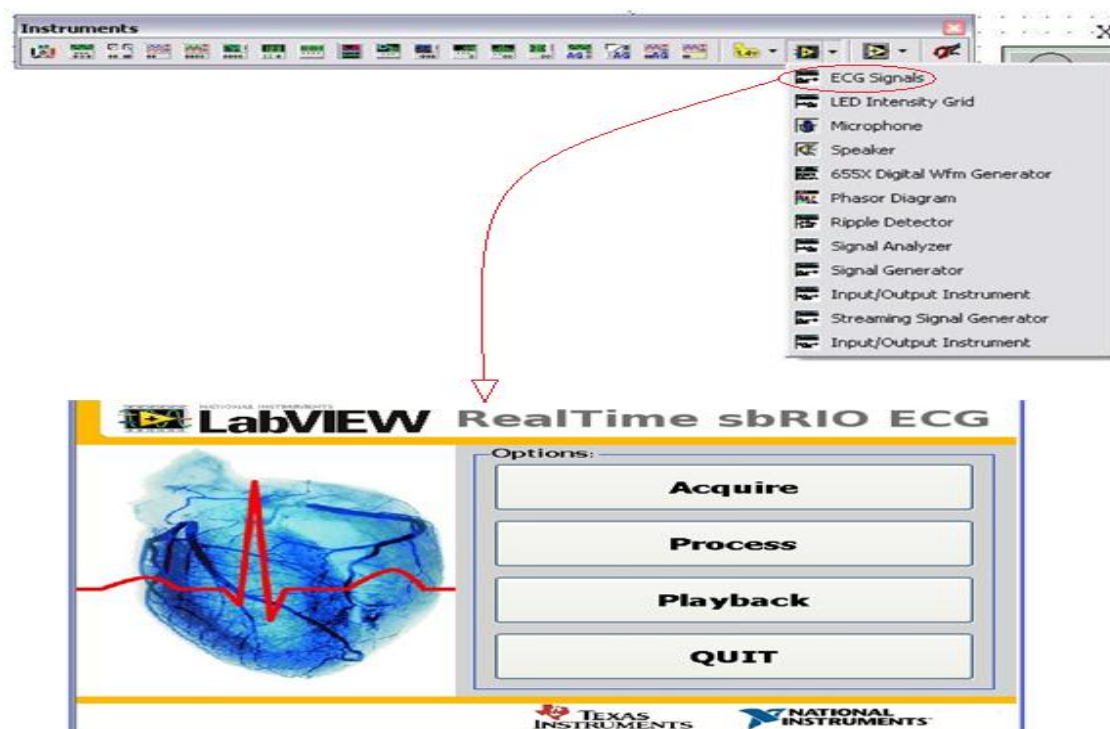 Instruments
ECG Signals
LED Intensity Grid
Microphone
Speaker
655X Digital Wfm Generator
Phasor Diagram
Ripple Detector
Signal Analyzer
Signal Generator
Input/Output Instrument
Streaming Signal Generator
Input/Output Instrument
NATIONAL INSTRUMENTS
LabVIEW RealTime sbRIO ECG
Options:
Acquire
Process
Playback
QUIT
TEXAS INSTRUMENTS
NATIONAL INSTRUMENTS